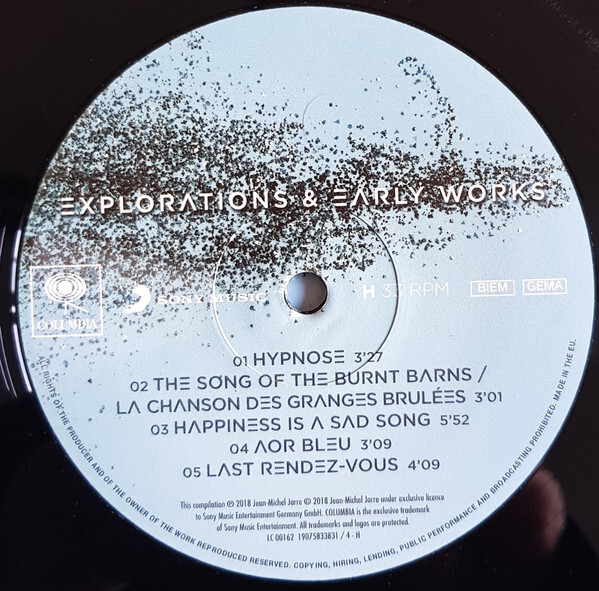 EXPLORATIONS & EARLY WORKS
COLUMBIA
SONY MUSIC
H 33 RPM
BIEM
GEMA
01 HYPNOSE 3'27
02 THE SONG OF THE BURNT BARNS /
LA CHANSON DES GRANGES BRULÉES 3'01
03 HAPPINESS IS A SAD SONG 5'52
04 AOR BLEU 3'09
05 LAST RENDEZ-VOUS 4'09
This compilation ℗ 2018 Jean-Michel Jarre © 2018 Jean-Michel Jarre under exclusive licence
to Sony Music Entertainment Germany GmbH. COLUMBIA is the exclusive trademark
of Sony Music Entertainment. All trademarks and logos are protected.
LC 00162 19075833831 / 4 - H
ALL RIGHTS OF THE PRODUCER AND OF THE OWNER OF THE WORK REPRODUCED RESERVED. COPYING, HIRING, LENDING, PUBLIC PERFORMANCE AND BROADCASTING PROHIBITED. MADE IN THE EU.